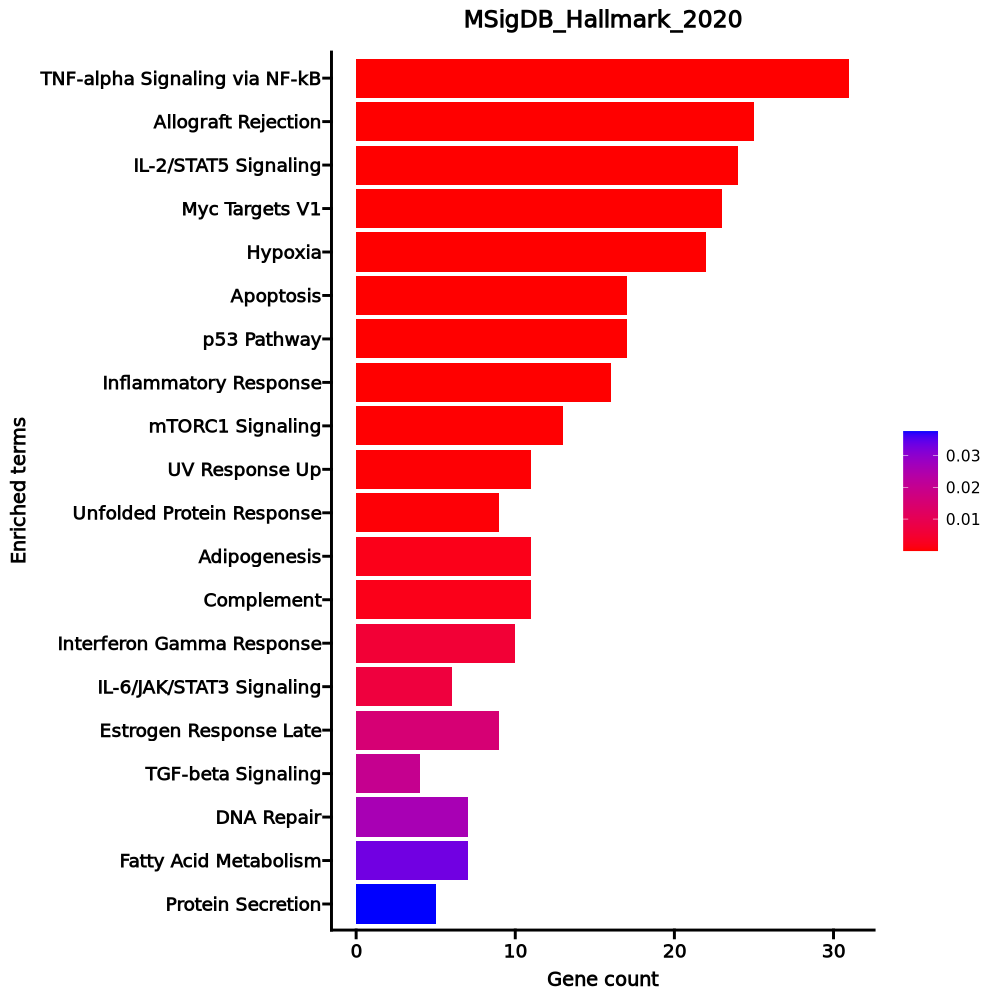 MSigDB_Hallmark_2020
TNF-alpha Signaling via NF-kB
Allograft Rejection
IL-2/STAT5 Signaling
Myc Targets V1
Hypoxia
Apoptosis
p53 Pathway
Inflammatory Response
mTORC1 Signaling
UV Response Up
Unfolded Protein Response
Adipogenesis
Complement
Interferon Gamma Response
IL-6/JAK/STAT3 Signaling
Estrogen Response Late
TGF-beta Signaling
DNA Repair
Fatty Acid Metabolism
Protein Secretion
Enriched terms
0 10 20 30
Gene count
0.03
0.02
0.01